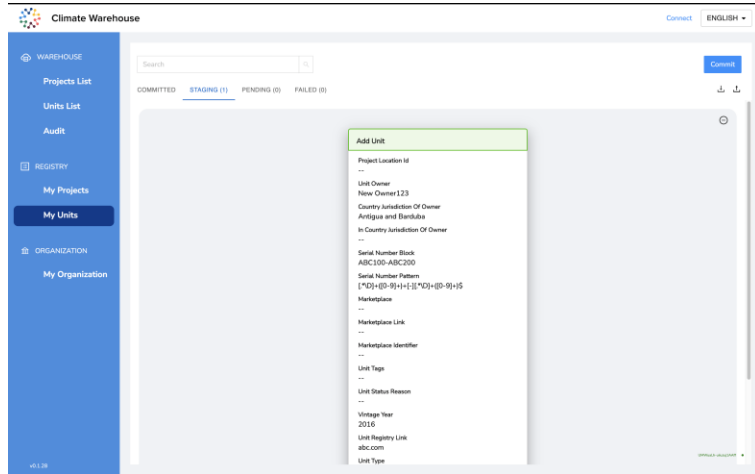 Climate Warehouse
Connect
ENGLISH
WAREHOUSE
Projects List
Units List
Audit
REGISTRY
My Projects
My Units
ORGANIZATION
My Organization
v0.1.28
Search
Commit
COMMITTED
STAGING (1)
PENDING (0)
FAILED (0)
Add Unit
Project Location Id
--
Unit Owner
New Owner123
Country Jurisdiction Of Owner
Antigua and Barduba
In Country Jurisdiction Of Owner
--
Serial Number Block
ABC100-ABC200
Serial Number Pattern
[.*\D]+([0-9]+)+[-][.*\D]+([0-9]+)$
Marketplace
--
Marketplace Link
--
Marketplace Identifier
--
Unit Tags
--
Unit Status Reason
--
Vintage Year
2016
Unit Registry Link
abc.com
Unit Type